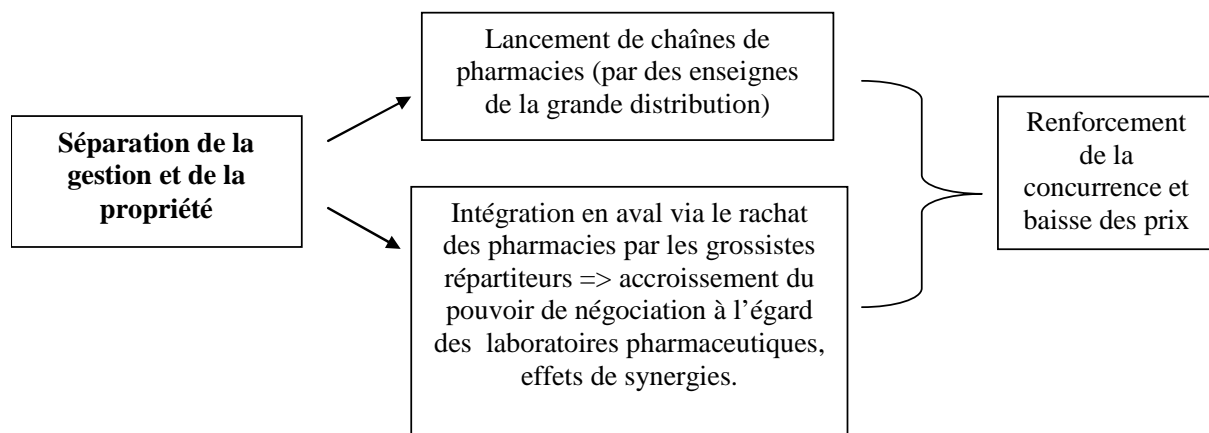 Séparation de la
gestion et de la
propriété
Lancement de chaînes de
pharmacies (par des enseignes
de la grande distribution)
Intégration en aval via le rachat
des pharmacies par les grossistes
répartiteurs => accroissement du
pouvoir de négociation à l’égard
des laboratoires pharmaceutiques,
effets de synergies.
Renforcement
de la
concurrence et
baisse des prix